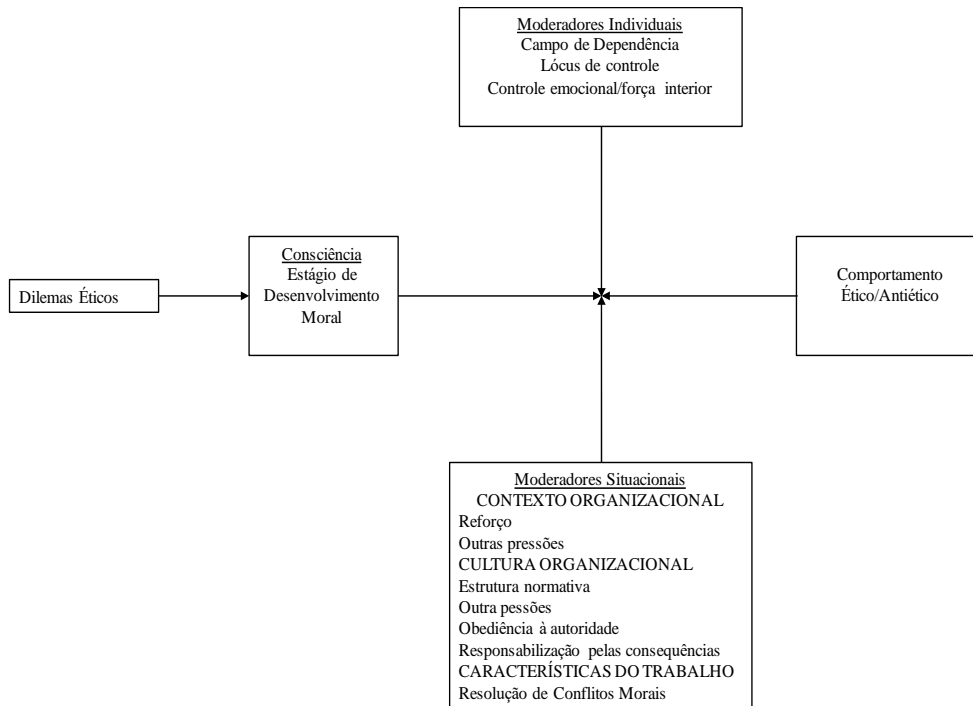 Moderadores Individuais
Campo de Dependência
Lócus de controle
Controle emocional/força interior
Dilemas Éticos
Consciência
Estágio de
Desenvolvimento
Moral
Comportamento
Ético/Antiético
Moderadores Situacionais
CONTEXTO ORGANIZACIONAL
Reforço
Outras pressões
CULTURA ORGANIZACIONAL
Estrutura normativa
Outra pessões
Obediência à autoridade
Responsabilização pelas consequências
CARACTERÍSTICAS DO TRABALHO
Resolução de Conflitos Morais